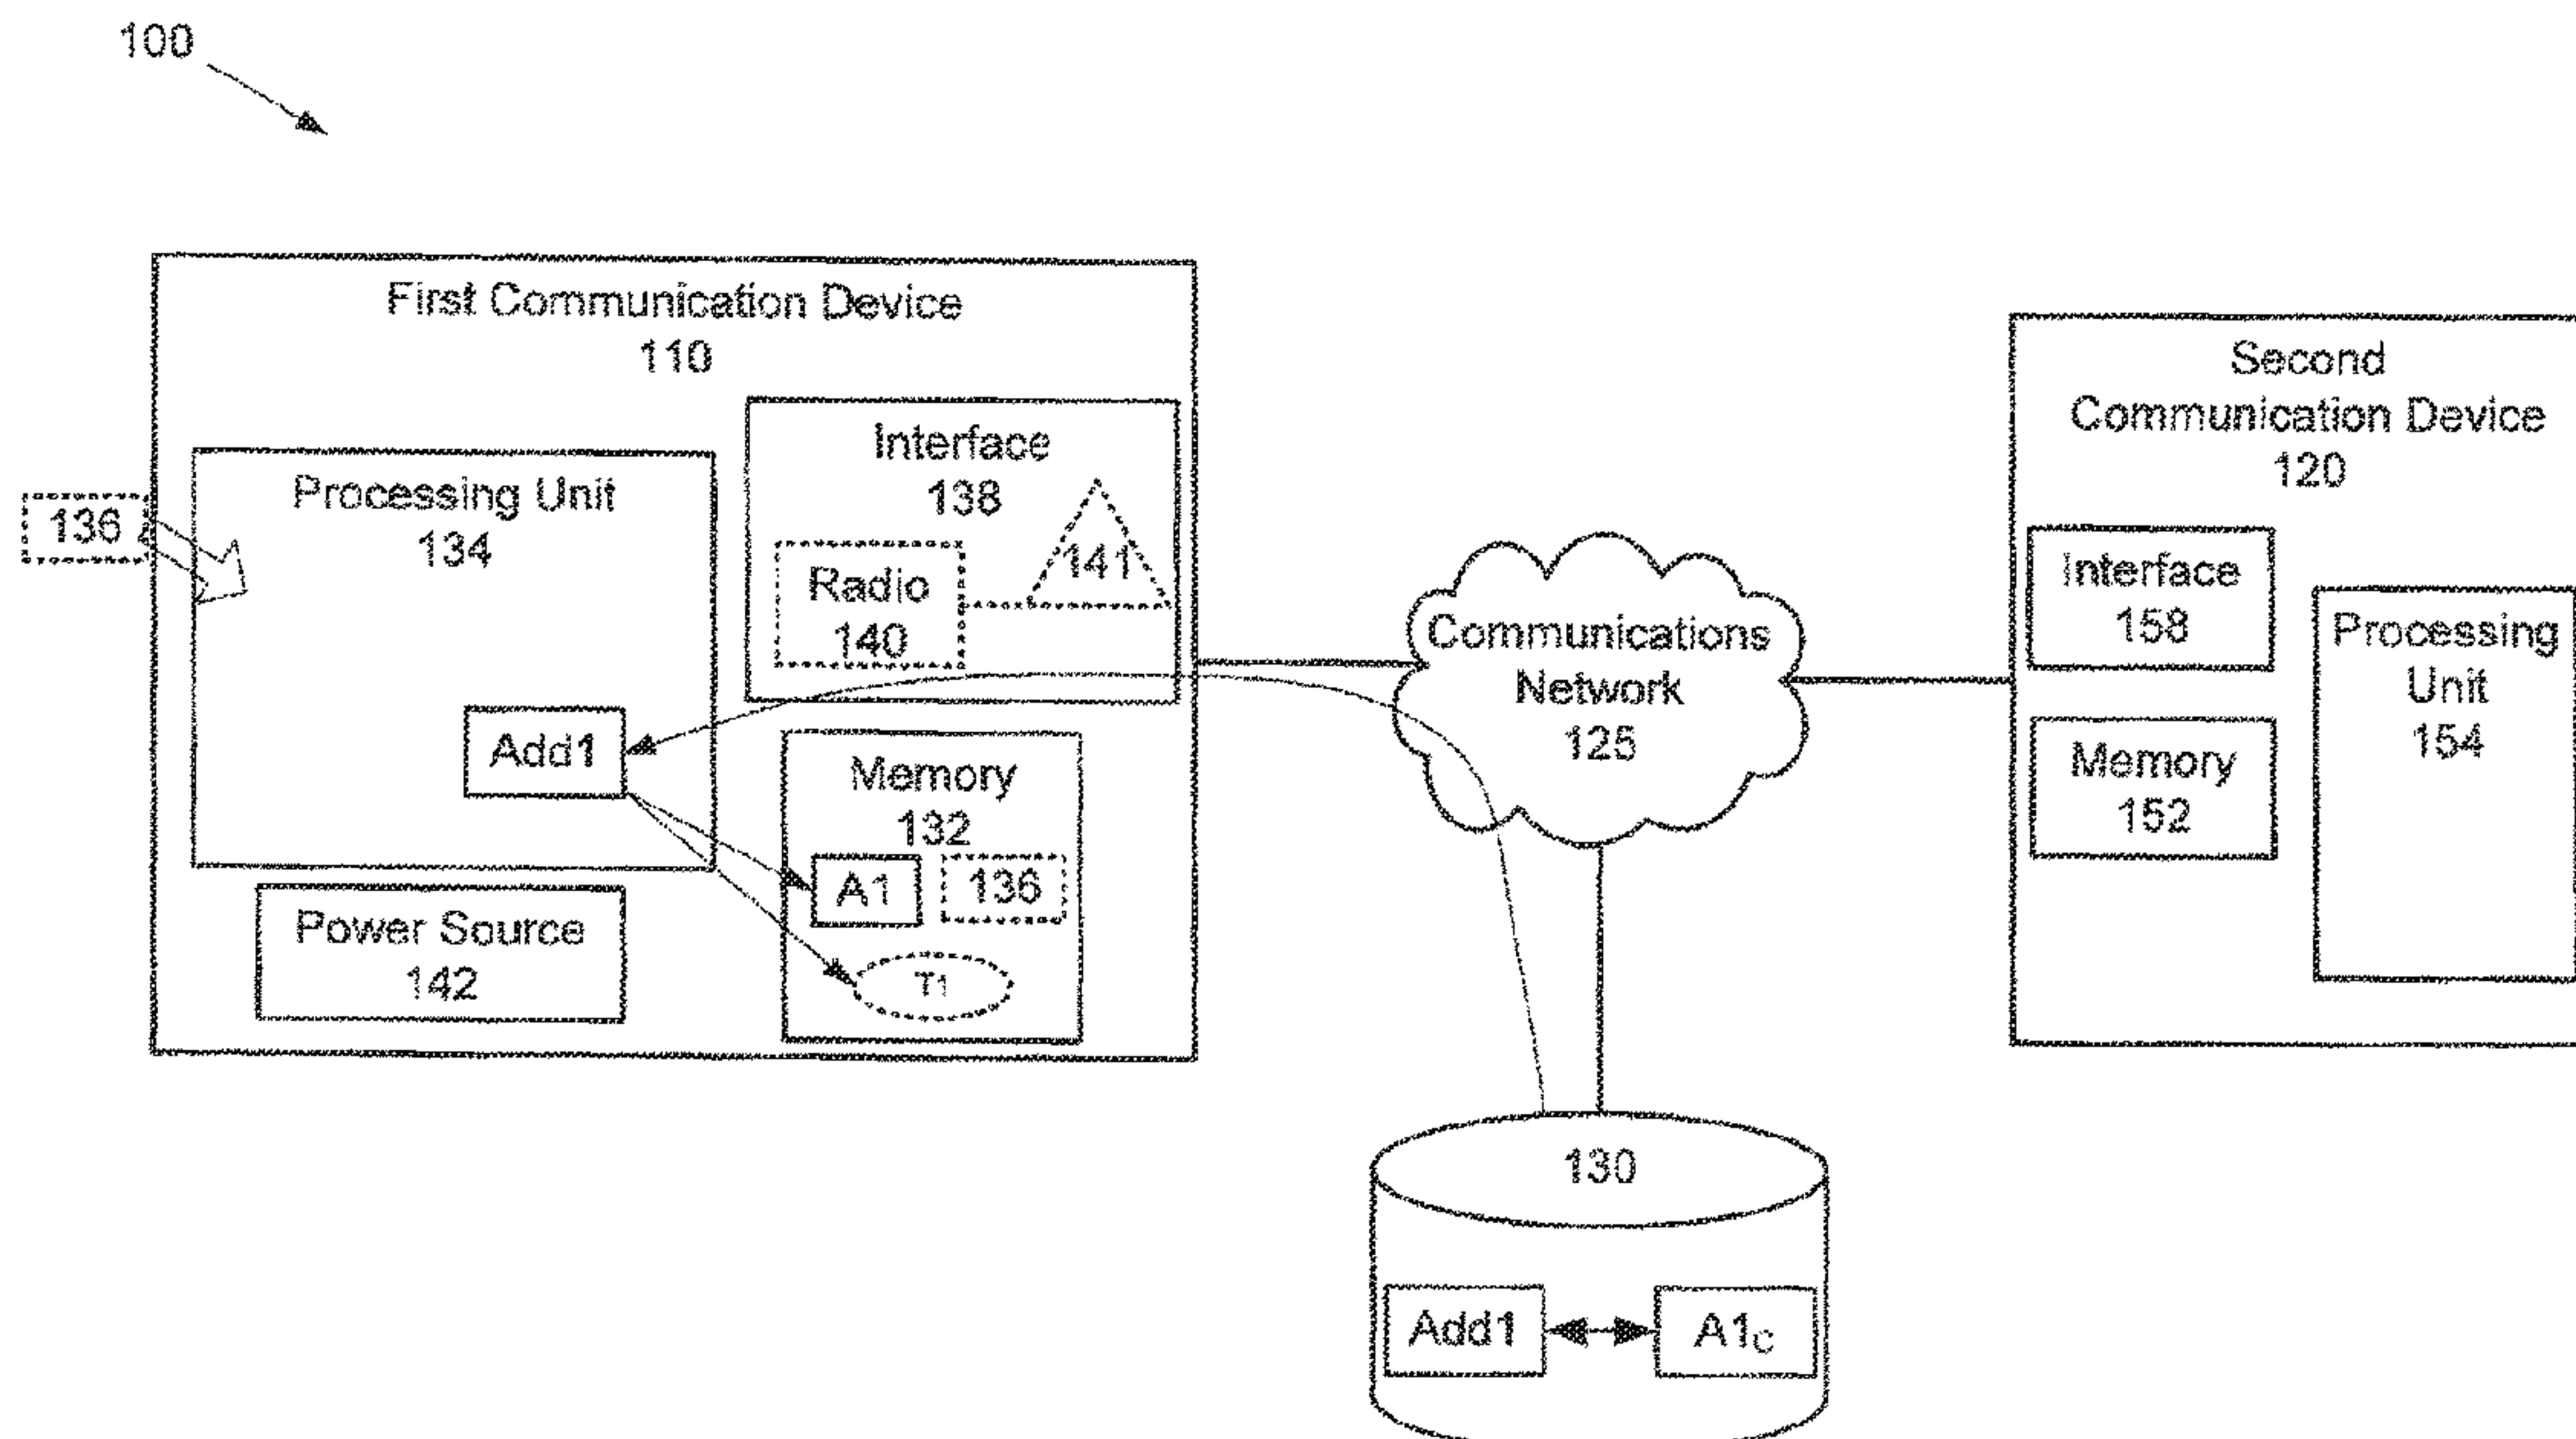 100
First Communication Device
110
Processing Unit
134
136
Interface
138
Radio
140
141
Add1
Memory
132
A1
136
T1
Power Source
142
Communications
Network
125
Second
Communication Device
120
Interface
158
Processing
Unit
154
Memory
152
130
Add1
A1C